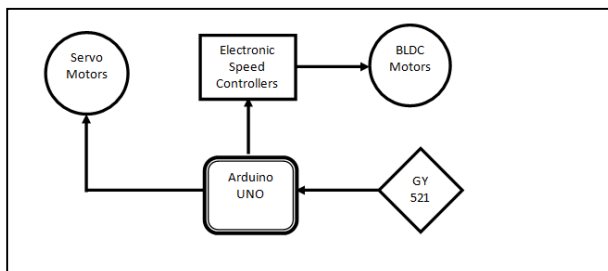 Servo
Motors
Electronic
Speed
Controllers
BLDC
Motors
Arduino
UNO
GY
521